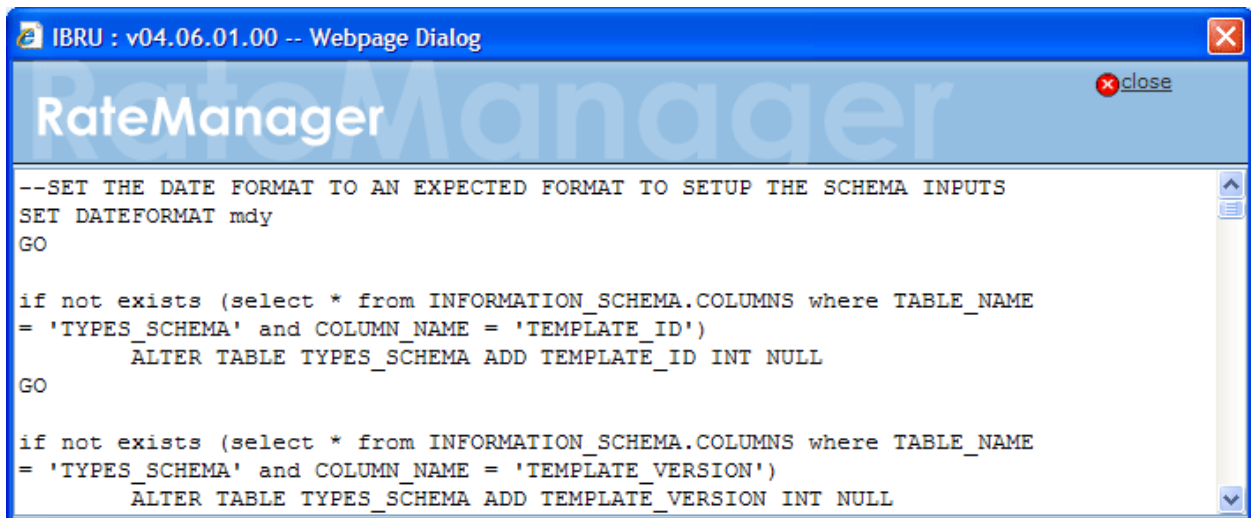 IBRU : v04.06.01.00 -- Webpage Dialog
RateManager
close
RateManager
--SET THE DATE FORMAT TO AN EXPECTED FORMAT TO SETUP THE SCHEMA INPUTS
SET DATEFORMAT mdy
GO
if not exists (select * from INFORMATION_SCHEMA.COLUMNS where TABLE_NAME
= 'TYPES_SCHEMA' and COLUMN_NAME = 'TEMPLATE_ID')
ALTER TABLE TYPES_SCHEMA ADD TEMPLATE_ID INT NULL
GO
if not exists (select * from INFORMATION_SCHEMA.COLUMNS where TABLE_NAME
= 'TYPES_SCHEMA' and COLUMN_NAME = 'TEMPLATE_VERSION')
ALTER TABLE TYPES_SCHEMA ADD TEMPLATE_VERSION INT NULL